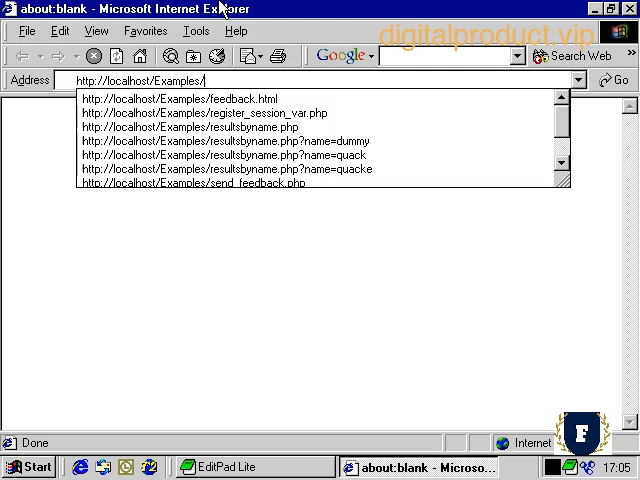 about:blank - Microsoft Internet Explorer
File Edit View Favorites Tools Help
digitalproduct.vip
Google Search Web
Address http://localhost/Examples/ Go
http://localhost/Examples/feedback.html
http://localhost/Examples/register_session_var.php
http://localhost/Examples/resultsbyname.php
http://localhost/Examples/resultsbyname.php?name=dummy
http://localhost/Examples/resultsbyname.php?name=quack
http://localhost/Examples/resultsbyname.php?name=quacke
http://localhost/Examples/send_feedback.php
F
Done Internet
Start EditPad Lite about:blank - Microso... 17:05